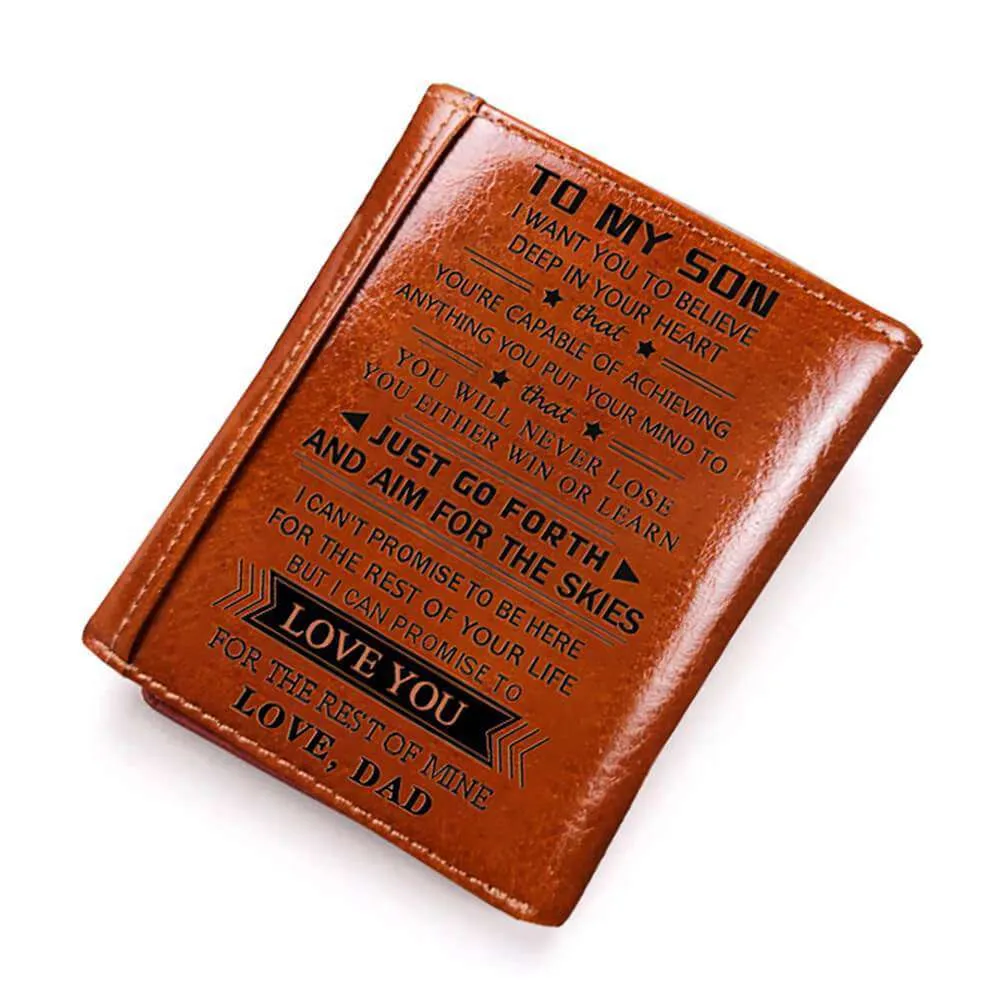 TO MY SON
I WANT YOU TO BELIEVE
DEEP IN YOUR HEART
that
YOU'RE CAPABLE OF ACHIEVING
ANYTHING YOU PUT YOUR MIND TO
that
YOU WILL NEVER LOSE
YOU EITHER WIN OR LEARN
JUST GO FORTH
AND AIM FOR THE SKIES
I CAN'T PROMISE TO BE HERE
FOR THE REST OF YOUR LIFE
BUT I CAN PROMISE TO
LOVE YOU
FOR THE REST OF MINE
LOVE, DAD